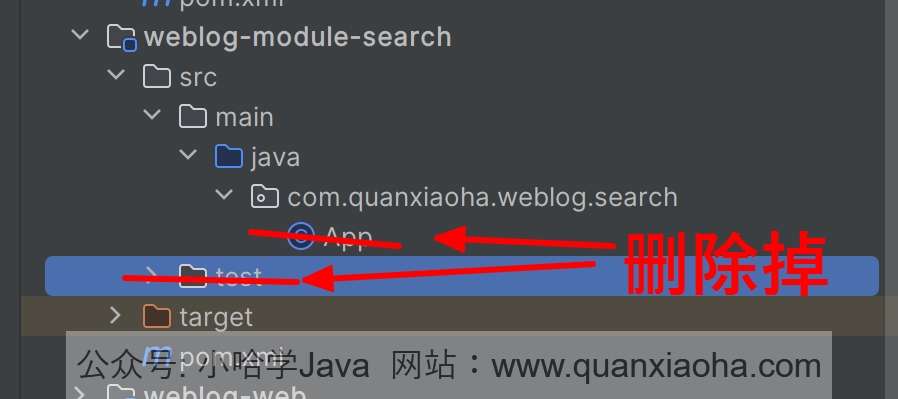 pom.xml
weblog-module-search
src
main
java
com.quanxiaoha.weblog.search
App
删除掉
test
target
pom.xml
公众号: 小哈学Java 网站：www.quanxiaoha.com
weblog-web